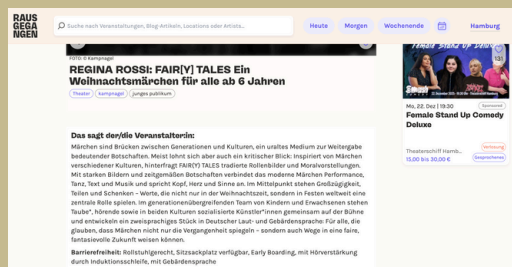 RAUS
GEGA
NGEN
Suche nach Veranstaltungen, Blog-Artikeln, Locations oder Artists...
Heute
Morgen
Wochenende
Hamburg
FOTO: © Kampnagel
REGINA ROSSI: FAIR[Y] TALES Ein
Weihnachtsmärchen für alle ab 6 Jahren
Theater
kampnagel
junges publikum
Das sagt der/die Veranstalter:in:
Märchen sind Brücken zwischen Generationen und Kulturen, ein uraltes Medium zur Weitergabe
bedeutender Botschaften. Meist lohnt sich aber auch ein kritischer Blick: Inspiriert von Märchen
verschiedener Kulturen, hinterfragt FAIR(Y) TALES tradierte Rollenbilder und Moralvorstellungen.
Mit starken Bildern und zeitgemäßen Botschaften verbindet das moderne Märchen Performance,
Tanz, Text und Musik und spricht Kopf, Herz und Sinne an. Im Mittelpunkt stehen Großzügigkeit,
Teilen und Schenken – Werte, die nicht nur in der Weihnachtszeit, sondern in Festen weltweit eine
zentrale Rolle spielen. Im generationenübergreifenden Team von Kindern und Erwachsenen stehen
Taube*, hörende sowie in beiden Kulturen sozialisierte Künstler*innen gemeinsam auf der Bühne
und entwickeln ein zweisprachiges Stück in Deutscher Laut- und Gebärdensprache: Für alle, die
glauben, dass Märchen nicht nur die Vergangenheit spiegeln – sondern auch Wege in eine faire,
fantasievolle Zukunft weisen können.
Barrierefreiheit: Rollstuhlgerecht, Sitzsackplatz verfügbar, Early Boarding, mit Hörverstärkung
durch Induktionsschleife, mit Gebärdensprache
STAND UP
131
Mo, 22. Dez | 19:30
Sponsored
Female Stand Up Comedy
Deluxe
Theaterschiff Hamb...
13,00 bis 30,00 €
Verlosung
Gesprochenes